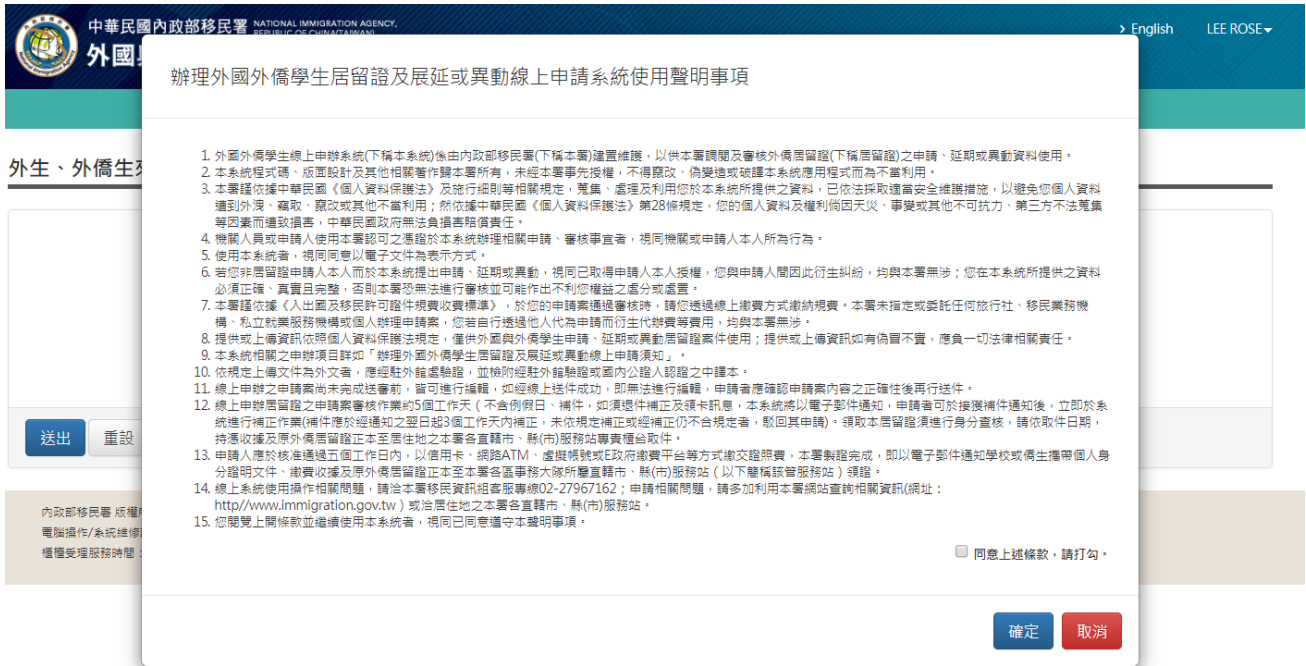 中華民國內政部移民署 NATIONAL IMMIGRATION AGENCY,
REPUBLIC OF CHINA(TAIWAN)
外國
English
LEE ROSE
辦理外國外僑學生居留證及展延或異動線上申請系統使用聲明事項
外生、外僑生
1. 外國外僑學生線上申辦系統(下稱本系統)係由內政部移民署(下稱本署)建置維護，以供本署調閱及審核外僑居留證(下稱居留證)之申請、延期或異動資料使用。
2. 本系統程式碼、版面設計及其他相關著作歸本署所有，未經本署事先授權，不得竄改、偽變造或破譯本系統應用程式而為不當利用。
3. 本署謹依據中華民國《個人資料保護法》及施行細則等相關規定，蒐集、處理及利用您於本系統所提供之資料，已依法採取適當安全維護措施，以避免您個人資料
遭到外洩、竊取、竄改或其他不當利用；然依據中華民國《個人資料保護法》第28條規定，您的個人資料及權利倘因天災、事變或其他不可抗力、第三方不法蒐集
等因素而遭致損害，中華民國政府無法負損害賠償責任。
4. 機關人員或申請人使用本署認可之憑證於本系統辦理相關申請、審核事宜者，視同機關或申請人本人所為行為。
5. 使用本系統者，視同同意以電子文件為表示方式。
6. 若您非居留證申請人本人而於本系統提出申請、延期或異動，視同已取得申請人本人授權，您與申請人間因此衍生糾紛，均與本署無涉；您在本系統所提供之資料
必須正確、真實且完整，否則本署恐無法進行審核並可能作出不利您權益之處分或處置。
7. 本署謹依據《入出國及移民許可證件規費收費標準》，於您的申請案通過審核時，請您透過線上繳費方式繳納規費。本署未指定或委託任何旅行社、移民業務機
構、私立就業服務機構或個人辦理申請案，您若自行透過他人代為申請而衍生代辦費等費用，均與本署無涉。
8. 提供或上傳資訊依照個人資料保護法規定，僅供外國與外僑學生申請、延期或異動居留證案件使用；提供或上傳資訊如有偽冒不實，應負一切法律相關責任。
9. 本系統相關之申辦項目詳如「辦理外國外僑學生居留證及展延或異動線上申請須知」。
10. 依規定上傳文件為外文者，應經駐外館處驗證，並檢附經駐外館驗證或國內公證人認證之中譯本。
11. 線上申辦之申請案尚未完成送審前，皆可進行編輯，如經線上送件成功，即無法進行編輯，申請者應確認申請案內容之正確性後再行送件。
12. 線上申辦居留證之申請案審核作業約5個工作天（不含例假日、補件，如須退件補正及領卡訊息，本系統將以電子郵件通知，申請者可於接獲補件通知後，立即於系
統進行補正作業(補件應於經通知之翌日起3個工作天內補正，未依規定補正或經補正仍不合規定者，駁回其申請)。領取本居留證須進行身分查核，請依取件日期，
持憑收據及原外僑居留證正本至居住地之本署各直轄市、縣(市)服務站專責櫃台取件。
13. 申請人應於核准通過五個工作日內，以信用卡、網路ATM、虛擬帳號或E政府繳費平台等方式繳交證照費，本署製證完成，即以電子郵件通知學校或僑生攜帶個人身
分證明文件、繳費收據及原外僑居留證正本至本署各區事務大隊所屬直轄市、縣(市)服務站（以下簡稱該管服務站）領證。
14. 線上系統使用操作相關問題，請洽本署移民資訊組客服專線02-27967162；申請相關問題，請多加利用本署網站查詢相關資訊(網址：
http//www.immigration.gov.tw）或洽居住地之本署各直轄市、縣(市)服務站。
15. 您閱覽上開條款並繼續使用本系統者，視同已同意遵守本聲明事項。
同意上述條款，請打勾。
送出
重設
內政部移民署 版權
電腦操作/系統維修
櫃檯受理服務時間：
確定
取消